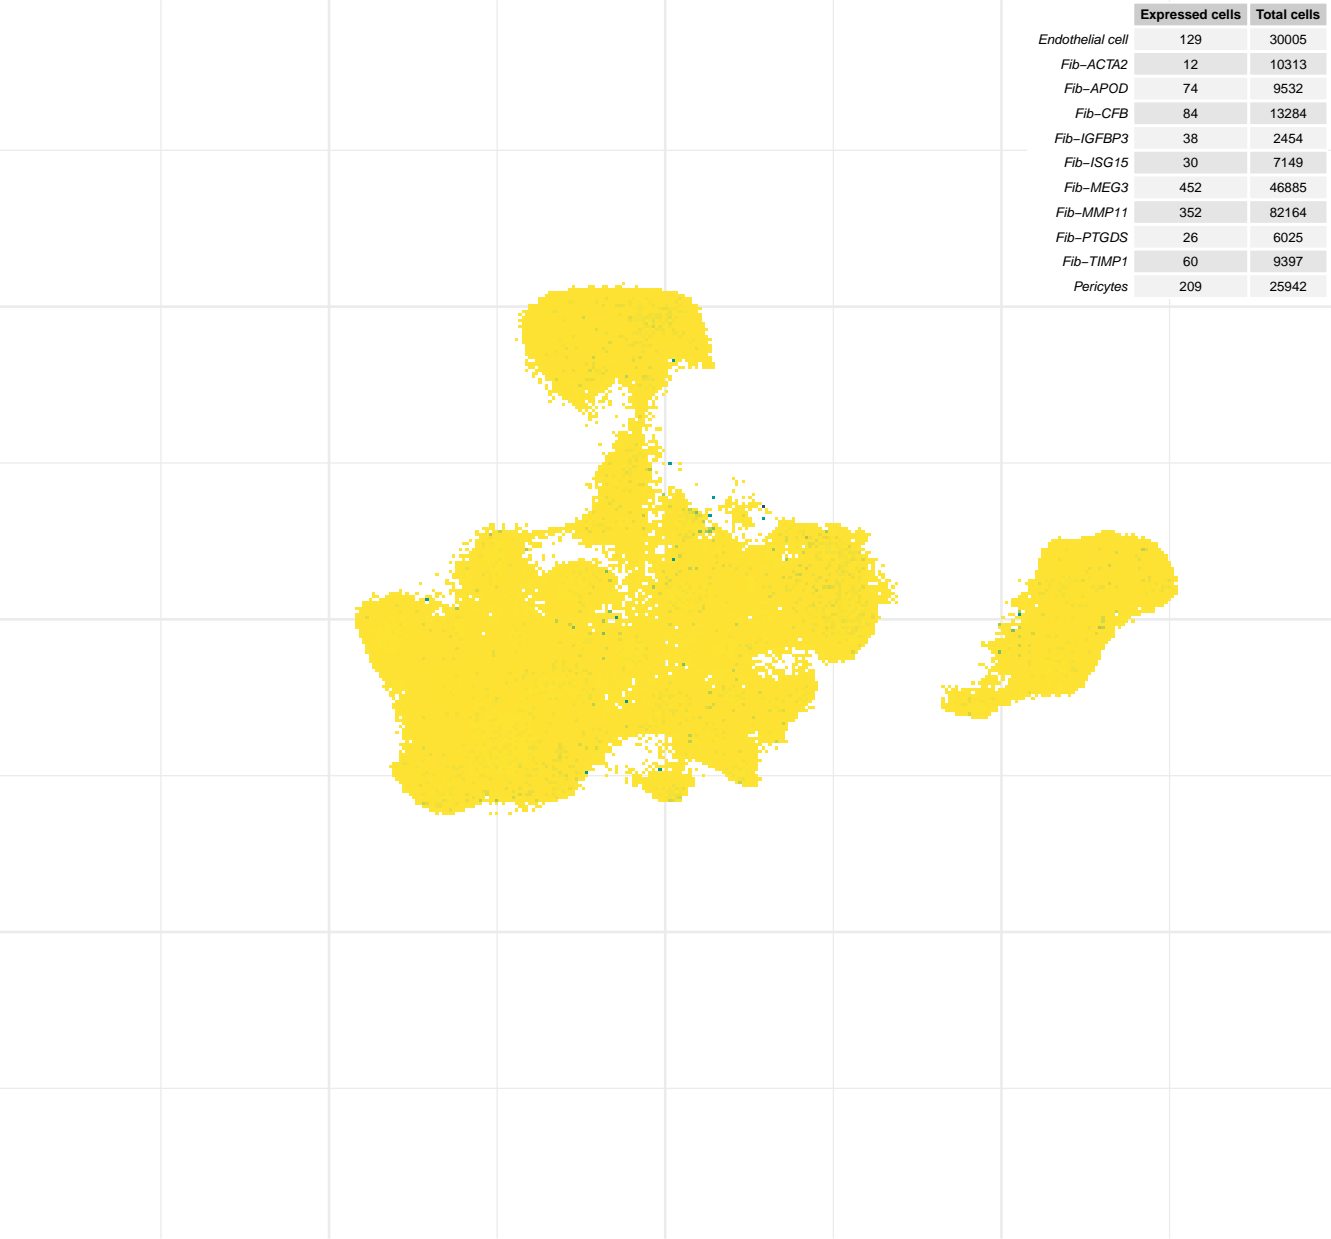 Expressed cells Total cells
Endothelial cell 129 30005
Fib−ACTA2 12 10313
Fib−APOD 74 9532
Fib−CFB 84 13284
Fib−IGFBP3 38 2454
Fib−ISG15 30 7149
Fib−MEG3 452 46885
Fib−MMP11 352 82164
Fib−PTGDS 26 6025
Fib−TIMP1 60 9397
Pericytes 209 25942